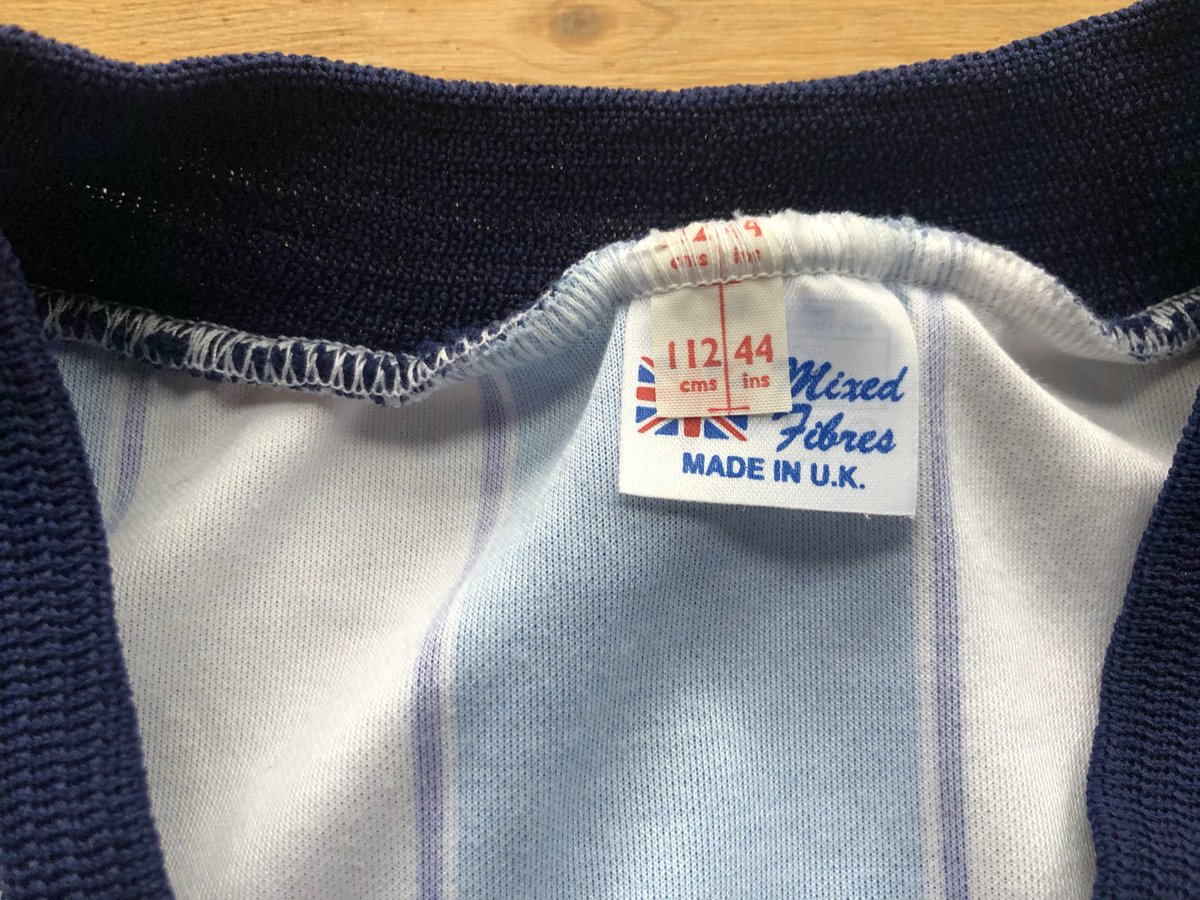 112 44
cms ins
Mixed
Fibres
MADE IN U.K.